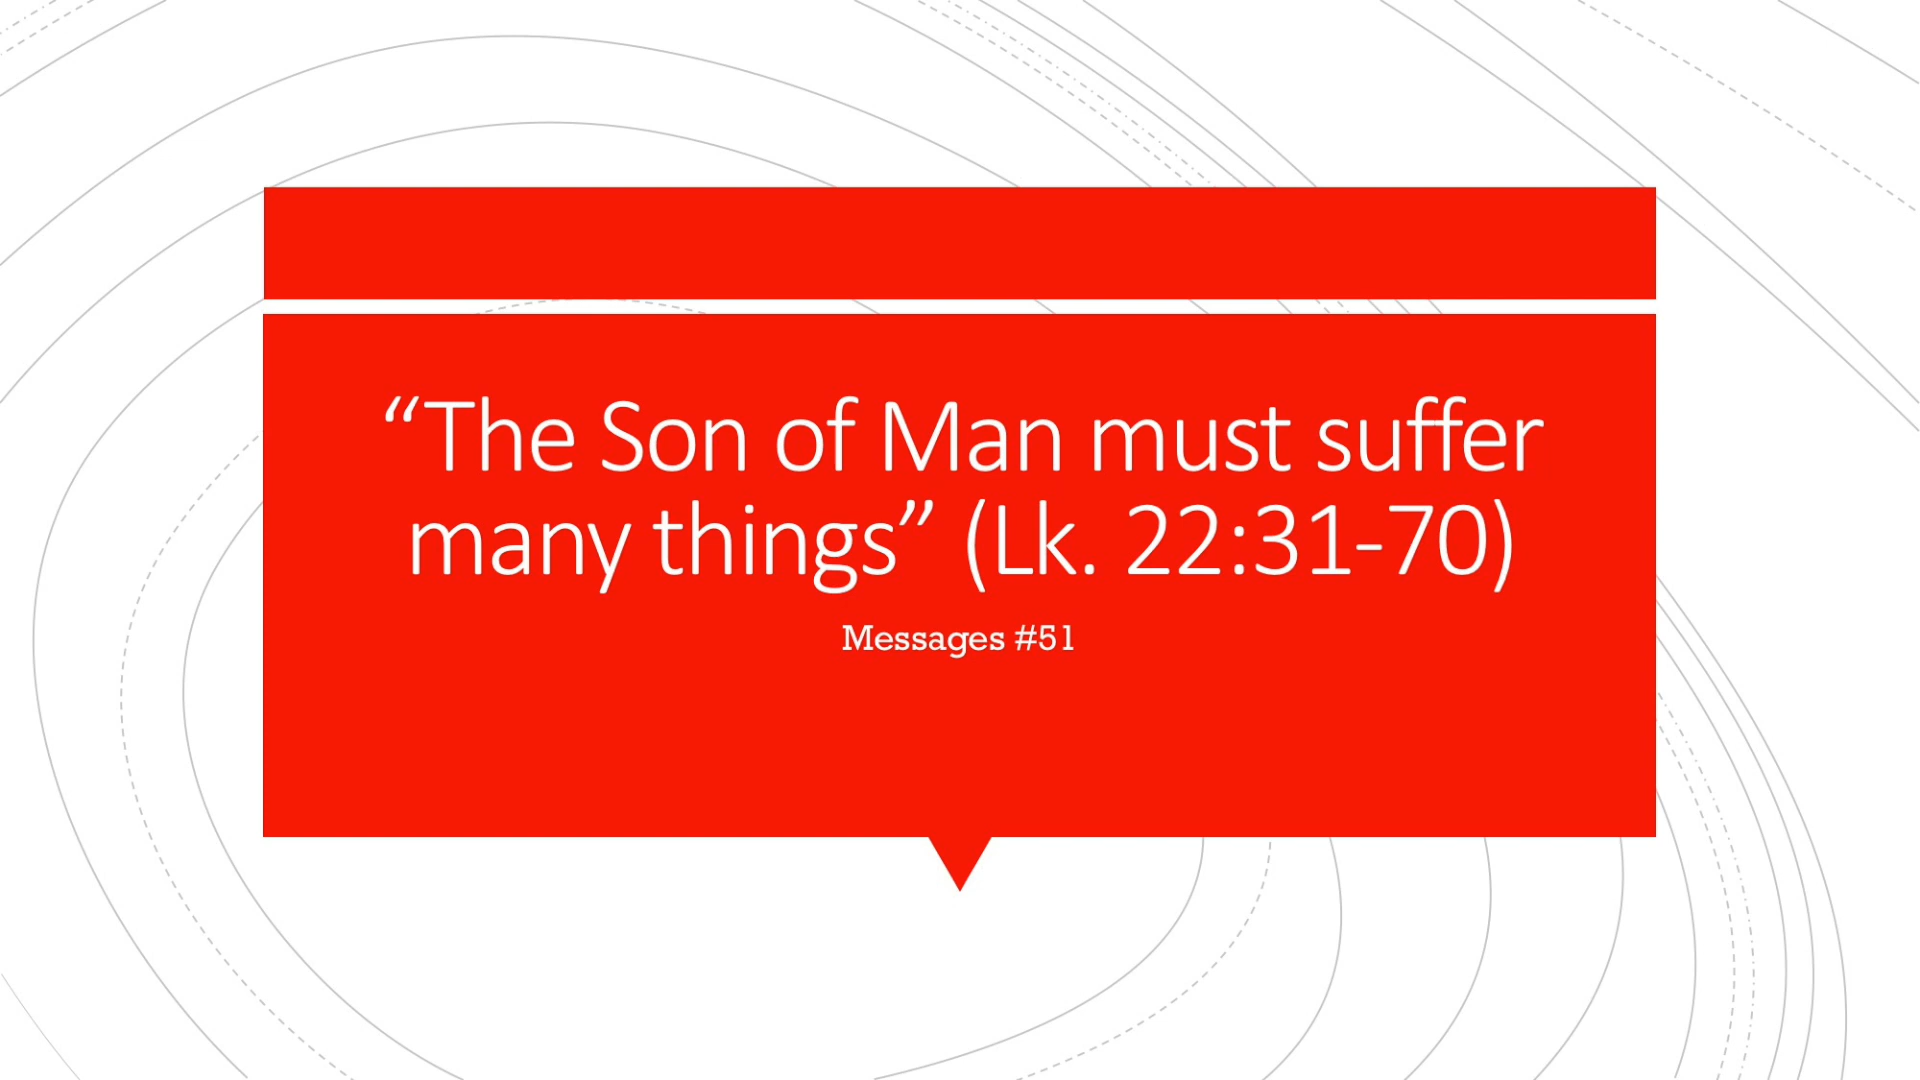 “The Son of Man must suffer
many things” (Lk. 22:31-70)
Messages #51